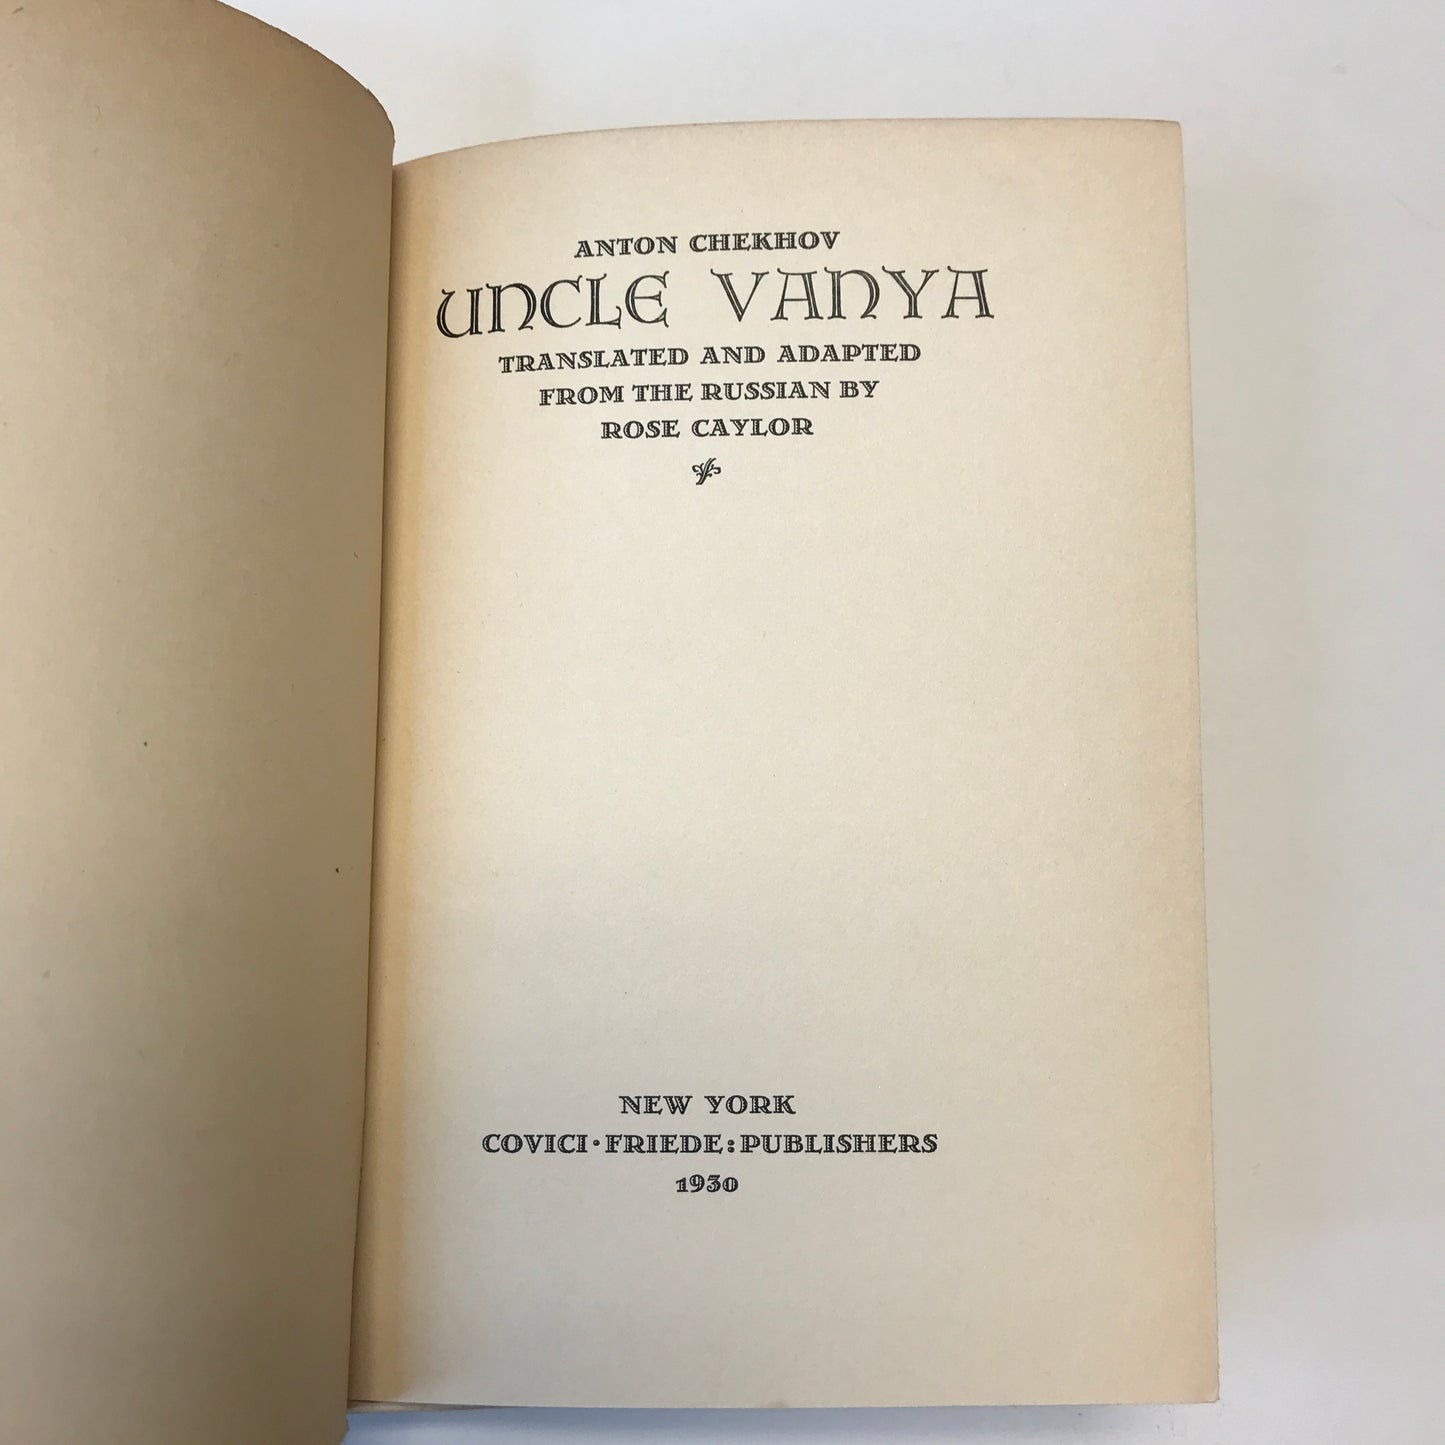 ANTON CHEKHOV
UNCLE VANYA
TRANSLATED AND ADAPTED
FROM THE RUSSIAN BY
ROSE CAYLOR
NEW YORK
COVICI · FRIEDE : PUBLISHERS
1930